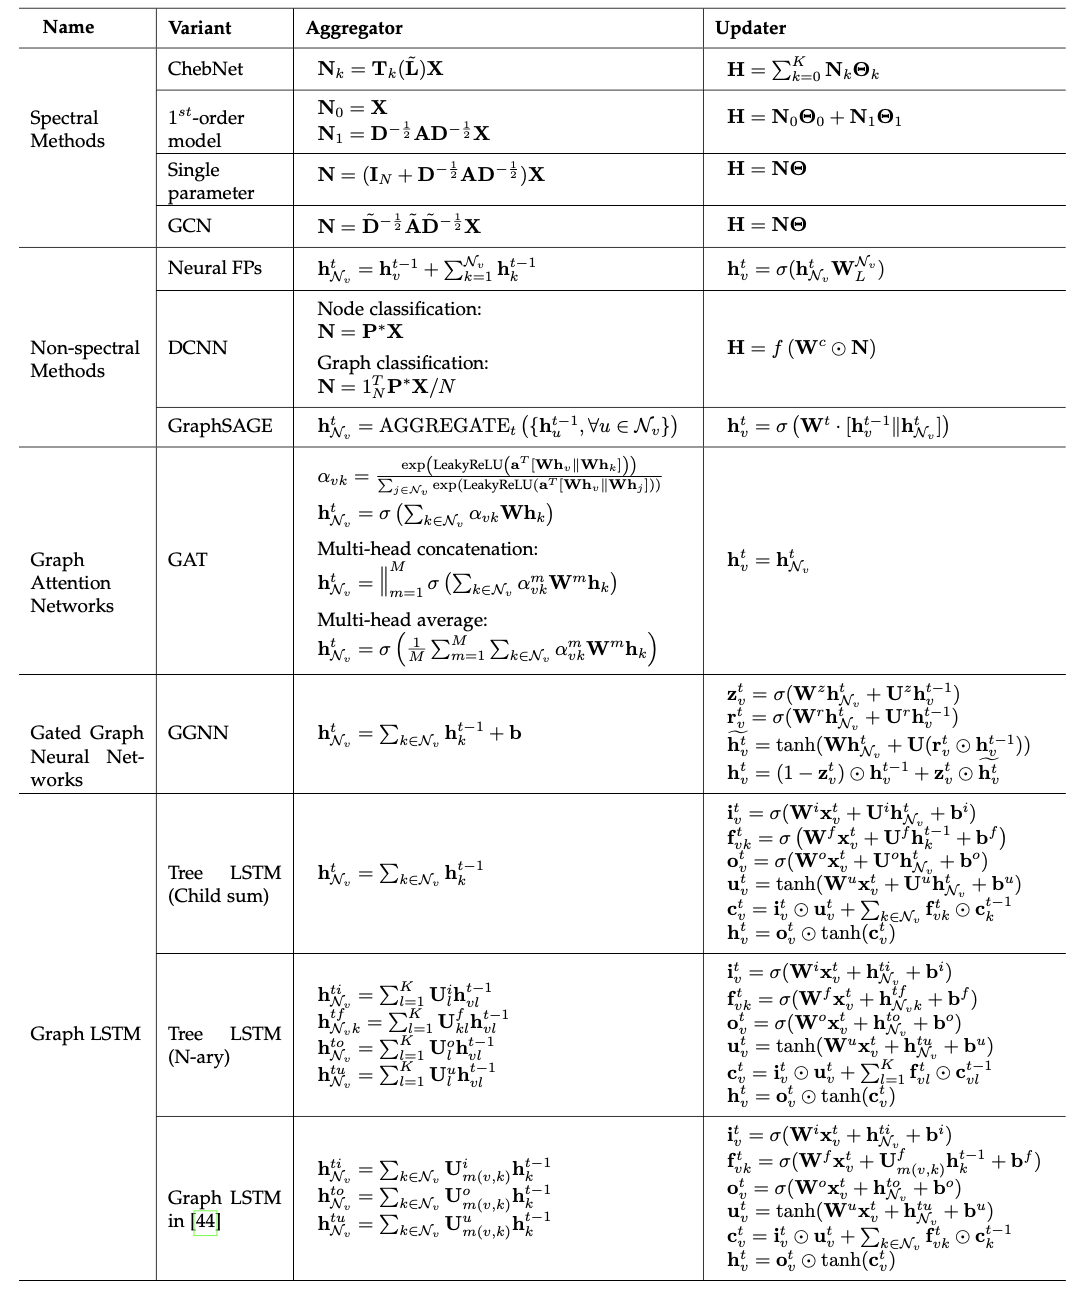 Name Variant Aggregator Updater
Spectral Methods
ChebNet
$\mathbf{N}_k = \mathbf{T}_k(\tilde{\mathbf{L}})\mathbf{X}$
$\mathbf{H} = \sum_{k=0}^{K} \mathbf{N}_k \mathbf{\Theta}_k$
$1^{st}$-order
model
$\mathbf{N}_0 = \mathbf{X}$
$\mathbf{N}_1 = \mathbf{D}^{-\frac{1}{2}}\mathbf{A}\mathbf{D}^{-\frac{1}{2}}\mathbf{X}$
$\mathbf{H} = \mathbf{N}_0\mathbf{\Theta}_0 + \mathbf{N}_1\mathbf{\Theta}_1$
Single
parameter
$\mathbf{N} = (\mathbf{I}_N + \mathbf{D}^{-\frac{1}{2}}\mathbf{A}\mathbf{D}^{-\frac{1}{2}})\mathbf{X}$
$\mathbf{H} = \mathbf{N}\mathbf{\Theta}$
GCN
$\mathbf{N} = \tilde{\mathbf{D}}^{-\frac{1}{2}}\tilde{\mathbf{A}}\tilde{\mathbf{D}}^{-\frac{1}{2}}\mathbf{X}$
$\mathbf{H} = \mathbf{N}\mathbf{\Theta}$
Non-spectral
Methods
Neural FPs
$\mathbf{h}_{\mathcal{N}_v}^t = \mathbf{h}_v^{t-1} + \sum_{k=1}^{\mathcal{N}_v} \mathbf{h}_k^{t-1}$
$\mathbf{h}_v^t = \sigma(\mathbf{h}_{\mathcal{N}_v}^t \mathbf{W}_L^{\mathcal{N}_v})$
DCNN
Node classification:
$\mathbf{N} = \mathbf{P}^*\mathbf{X}$
Graph classification:
$\mathbf{N} = 1_N^T \mathbf{P}^*\mathbf{X}/N$
$\mathbf{H} = f(\mathbf{W}^c \odot \mathbf{N})$
GraphSAGE
$\mathbf{h}_{\mathcal{N}_v}^t = \text{AGGREGATE}_t(\{\mathbf{h}_u^{t-1}, \forall u \in \mathcal{N}_v\})$
$\mathbf{h}_v^t = \sigma(\mathbf{W}^t \cdot [\mathbf{h}_v^{t-1} \| \mathbf{h}_{\mathcal{N}_v}^t])$
Graph
Attention
Networks
GAT
$\alpha_{vk} = \frac{\exp(\text{LeakyReLU}(\mathbf{a}^T[\mathbf{W}\mathbf{h}_v \| \mathbf{W}\mathbf{h}_k]))}{\sum_{j \in \mathcal{N}_v} \exp(\text{LeakyReLU}(\mathbf{a}^T[\mathbf{W}\mathbf{h}_v \| \mathbf{W}\mathbf{h}_j]))}$
$\mathbf{h}_{\mathcal{N}_v}^t = \sigma(\sum_{k \in \mathcal{N}_v} \alpha_{vk} \mathbf{W}\mathbf{h}_k)$
Multi-head concatenation:
$\mathbf{h}_{\mathcal{N}_v}^t = \|_{m=1}^{M} \sigma(\sum_{k \in \mathcal{N}_v} \alpha_{vk}^m \mathbf{W}^m \mathbf{h}_k)$
Multi-head average:
$\mathbf{h}_{\mathcal{N}_v}^t = \sigma(\frac{1}{M} \sum_{m=1}^{M} \sum_{k \in \mathcal{N}_v} \alpha_{vk}^m \mathbf{W}^m \mathbf{h}_k)$
$\mathbf{h}_v^t = \mathbf{h}_{\mathcal{N}_v}^t$
Gated Graph
Neural Net-
works
GGNN
$\mathbf{h}_{\mathcal{N}_v}^t = \sum_{k \in \mathcal{N}_v} \mathbf{h}_k^{t-1} + \mathbf{b}$
$\mathbf{z}_v^t = \sigma(\mathbf{W}^z \mathbf{h}_{\mathcal{N}_v}^t + \mathbf{U}^z \mathbf{h}_v^{t-1})$
$\mathbf{r}_v^t = \sigma(\mathbf{W}^r \mathbf{h}_{\mathcal{N}_v}^t + \mathbf{U}^r \mathbf{h}_v^{t-1})$
$\widetilde{\mathbf{h}_v^t} = \tanh(\mathbf{W}\mathbf{h}_{\mathcal{N}_v}^t + \mathbf{U}(\mathbf{r}_v^t \odot \mathbf{h}_v^{t-1}))$
$\mathbf{h}_v^t = (1 - \mathbf{z}_v^t) \odot \mathbf{h}_v^{t-1} + \mathbf{z}_v^t \odot \widetilde{\mathbf{h}_v^t}$
Graph LSTM
Tree LSTM
(Child sum)
$\mathbf{h}_{\mathcal{N}_v}^t = \sum_{k \in \mathcal{N}_v} \mathbf{h}_k^{t-1}$
$\mathbf{i}_v^t = \sigma(\mathbf{W}^i \mathbf{x}_v^t + \mathbf{U}^i \mathbf{h}_{\mathcal{N}_v}^t + \mathbf{b}^i)$
$\mathbf{f}_{vk}^t = \sigma(\mathbf{W}^f \mathbf{x}_v^t + \mathbf{U}^f \mathbf{h}_k^{t-1} + \mathbf{b}^f)$
$\mathbf{o}_v^t = \sigma(\mathbf{W}^o \mathbf{x}_v^t + \mathbf{U}^o \mathbf{h}_{\mathcal{N}_v}^t + \mathbf{b}^o)$
$\mathbf{u}_v^t = \tanh(\mathbf{W}^u \mathbf{x}_v^t + \mathbf{U}^u \mathbf{h}_{\mathcal{N}_v}^t + \mathbf{b}^u)$
$\mathbf{c}_v^t = \mathbf{i}_v^t \odot \mathbf{u}_v^t + \sum_{k \in \mathcal{N}_v} \mathbf{f}_{vk}^t \odot \mathbf{c}_k^{t-1}$
$\mathbf{h}_v^t = \mathbf{o}_v^t \odot \tanh(\mathbf{c}_v^t)$
Tree LSTM
(N-ary)
$\mathbf{h}_{\mathcal{N}_v}^{ti} = \sum_{l=1}^{K} \mathbf{U}_l^i \mathbf{h}_{vl}^{t-1}$
$\mathbf{h}_{\mathcal{N}_v k}^{tf} = \sum_{l=1}^{K} \mathbf{U}_{kl}^f \mathbf{h}_{vl}^{t-1}$
$\mathbf{h}_{\mathcal{N}_v}^{to} = \sum_{l=1}^{K} \mathbf{U}_l^o \mathbf{h}_{vl}^{t-1}$
$\mathbf{h}_{\mathcal{N}_v}^{tu} = \sum_{l=1}^{K} \mathbf{U}_l^u \mathbf{h}_{vl}^{t-1}$
$\mathbf{i}_v^t = \sigma(\mathbf{W}^i \mathbf{x}_v^t + \mathbf{h}_{\mathcal{N}_v}^{ti} + \mathbf{b}^i)$
$\mathbf{f}_{vk}^t = \sigma(\mathbf{W}^f \mathbf{x}_v^t + \mathbf{h}_{\mathcal{N}_v k}^{tf} + \mathbf{b}^f)$
$\mathbf{o}_v^t = \sigma(\mathbf{W}^o \mathbf{x}_v^t + \mathbf{h}_{\mathcal{N}_v}^{to} + \mathbf{b}^o)$
$\mathbf{u}_v^t = \tanh(\mathbf{W}^u \mathbf{x}_v^t + \mathbf{h}_{\mathcal{N}_v}^{tu} + \mathbf{b}^u)$
$\mathbf{c}_v^t = \mathbf{i}_v^t \odot \mathbf{u}_v^t + \sum_{l=1}^{K} \mathbf{f}_{vl}^t \odot \mathbf{c}_{vl}^{t-1}$
$\mathbf{h}_v^t = \mathbf{o}_v^t \odot \tanh(\mathbf{c}_v^t)$
Graph LSTM
in [44]
$\mathbf{h}_{\mathcal{N}_v}^{ti} = \sum_{k \in \mathcal{N}_v} \mathbf{U}_{m(v,k)}^i \mathbf{h}_k^{t-1}$
$\mathbf{h}_{\mathcal{N}_v}^{to} = \sum_{k \in \mathcal{N}_v} \mathbf{U}_{m(v,k)}^o \mathbf{h}_k^{t-1}$
$\mathbf{h}_{\mathcal{N}_v}^{tu} = \sum_{k \in \mathcal{N}_v} \mathbf{U}_{m(v,k)}^u \mathbf{h}_k^{t-1}$
$\mathbf{i}_v^t = \sigma(\mathbf{W}^i \mathbf{x}_v^t + \mathbf{h}_{\mathcal{N}_v}^{ti} + \mathbf{b}^i)$
$\mathbf{f}_{vk}^t = \sigma(\mathbf{W}^f \mathbf{x}_v^t + \mathbf{U}_{m(v,k)}^f \mathbf{h}_k^{t-1} + \mathbf{b}^f)$
$\mathbf{o}_v^t = \sigma(\mathbf{W}^o \mathbf{x}_v^t + \mathbf{h}_{\mathcal{N}_v}^{to} + \mathbf{b}^o)$
$\mathbf{u}_v^t = \tanh(\mathbf{W}^u \mathbf{x}_v^t + \mathbf{h}_{\mathcal{N}_v}^{tu} + \mathbf{b}^u)$
$\mathbf{c}_v^t = \mathbf{i}_v^t \odot \mathbf{u}_v^t + \sum_{k \in \mathcal{N}_v} \mathbf{f}_{vk}^t \odot \mathbf{c}_k^{t-1}$
$\mathbf{h}_v^t = \mathbf{o}_v^t \odot \tanh(\mathbf{c}_v^t)$